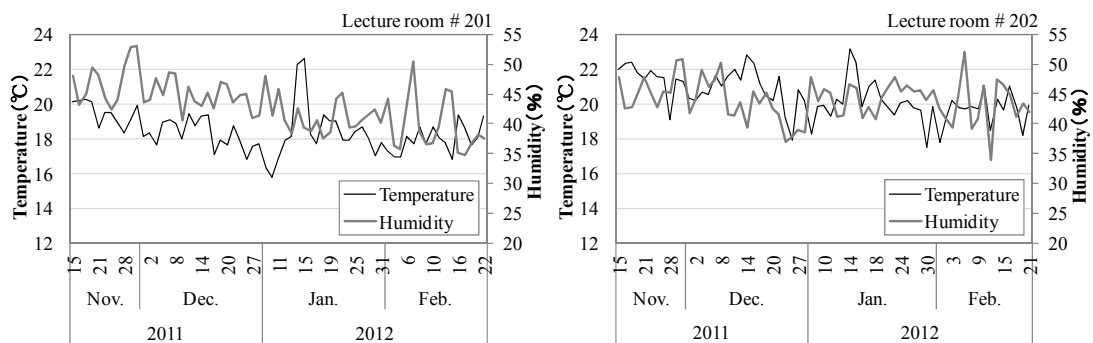 Lecture room # 201
Temperature(℃)
24
22
20
18
16
14
12
Humidity(%)
55
50
45
40
35
30
25
20
Temperature
Humidity
15 21 28 2 8 14 20 27 11 15 19 25 31 6 10 16 22
Nov. Dec. Jan. Feb.
2011 2012
Lecture room # 202
Temperature(℃)
24
22
20
18
16
14
12
Humidity(%)
55
50
45
40
35
30
25
20
Temperature
Humidity
15 21 28 2 8 14 20 27 10 14 18 24 30 3 9 15 21
Nov. Dec. Jan. Feb.
2011 2012